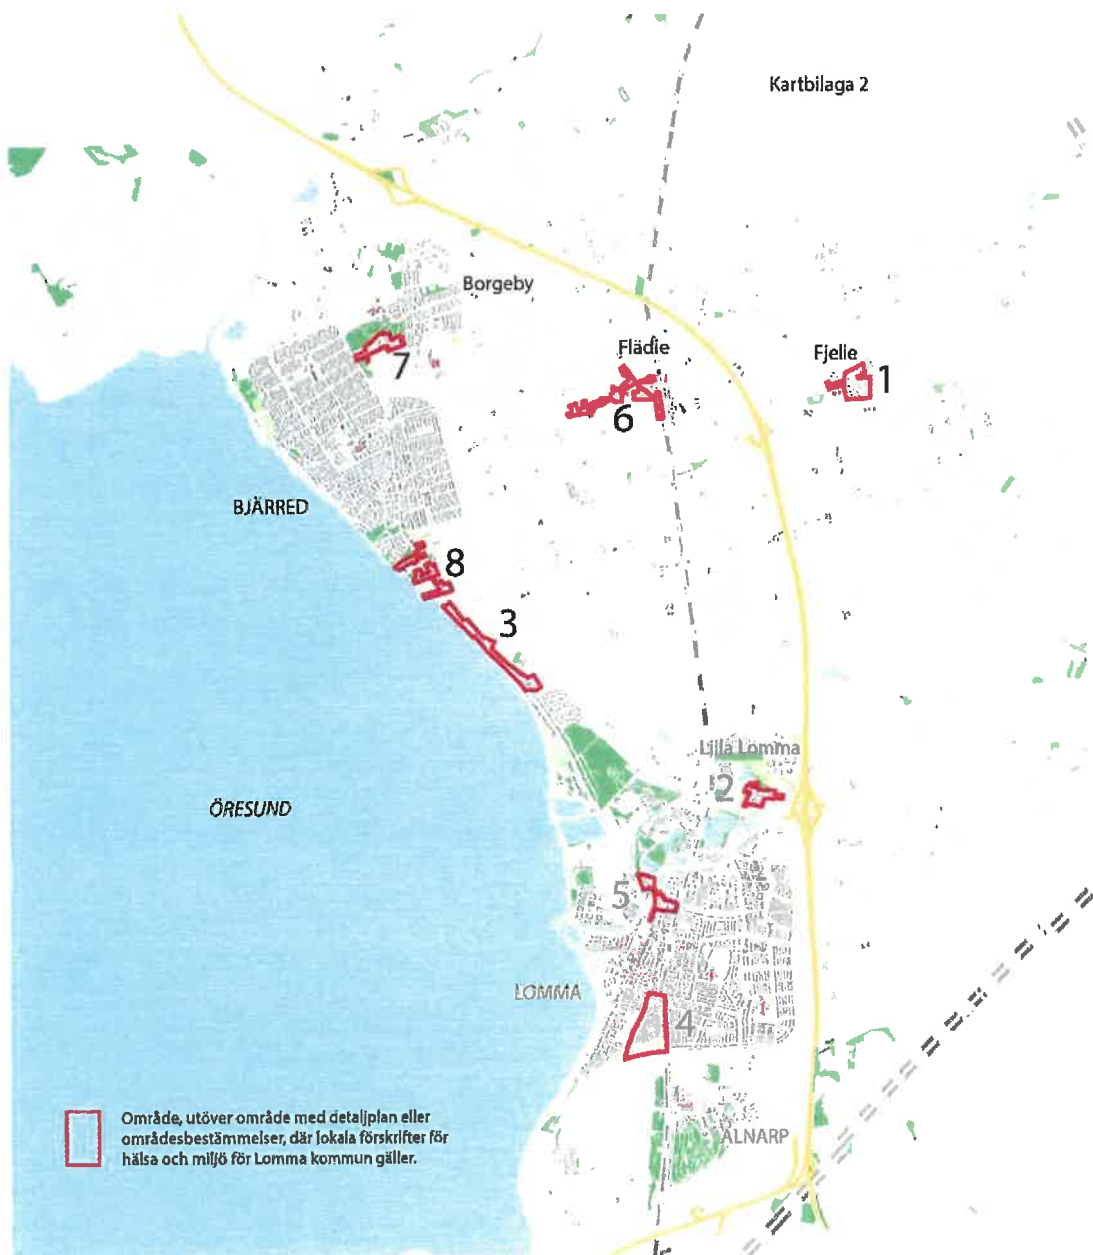 Kartbilaga 2
Borgeby
Flädie
Fjelie
7
6
1
BJÄRRED
8
3
Lilla Lomma
2
ÖRESUND
5
LOMMA
4
ALNARP
Område, utöver område med detaljplan eller
områdesbestämmelser, där lokala förskrifter för
hälsa och miljö för Lomma kommun gäller.